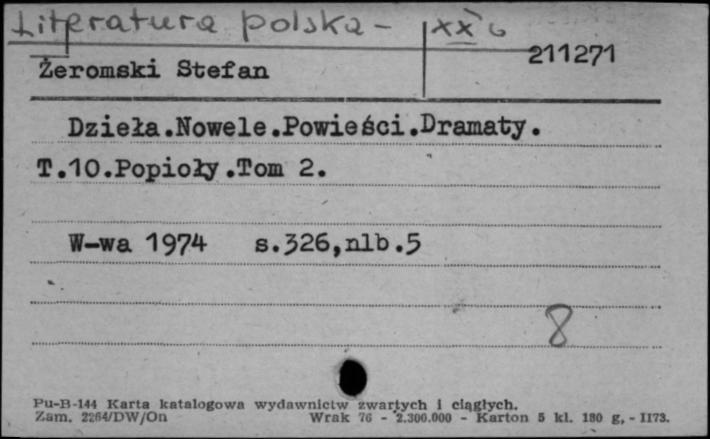 Literatura polska - XX w
211271
Żeromski Stefan
Dzieła.Nowele.Powieści.Dramaty.
T.10.Popioły.Tom 2.
W-wa 1974 s.326,nlb.5
8
Pu-B-144 Karta katalogowa wydawnictw zwartych i ciągłych.
Zam. 2264/DW/On Wrak 76 - 2.300.000 - Karton 5 kl. 180 g, - II73.